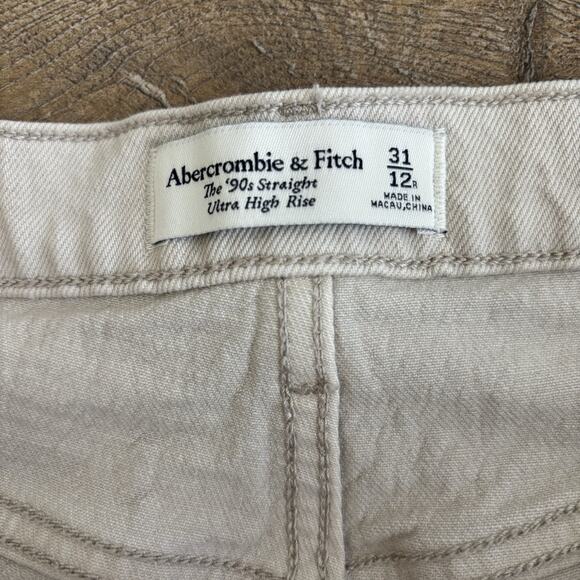 Abercrombie & Fitch
The '90s Straight
Ultra High Rise
31
12R
MADE IN
MACAU,CHINA